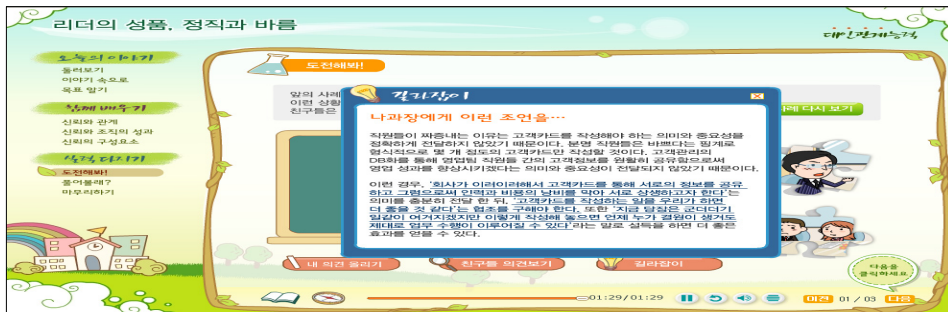 리더의 성품, 정직과 바름
대인관계능력
오늘의 이야기
둘러보기
이야기 속으로
목표 알기
함께 배우기
신뢰와 관계
신뢰와 조직의 성과
신뢰의 구성요소
실력 다지기
도전해봐!
풀어볼래?
마무리하기
도전해봐!
앞의 사례
이런 상황
친구들은
사례 다시 보기
길라잡이
나과장에게 이런 조언을…
직원들이 짜증내는 이유는 고객카드를 작성해야 하는 의미와 중요성을
정확하게 전달하지 않았기 때문이다. 분명 직원들은 바쁘다는 핑계로
형식적으로 몇 개 정도의 고객카드만 작성할 것이다. 고객관리의
DB화를 통해 영업팀 직원들 간의 고객정보를 원활히 공유함으로써
영업 성과를 향상시키겠다는 의미와 중요성이 전달되지 않았기 때문이다.
이런 경우, '회사가 이러이러해서 고객카드를 통해 서로의 정보를 공유
하고 그럼으로써 인력과 비용의 낭비를 막아 서로 상생하고자 한다'는
의미를 충분히 전달 한 뒤, '고객카드를 작성하는 일을 우리가 하면
더 좋을 것 같다'는 협조를 구해야 한다. 또한 '지금 당장은 군더더기
일같이 여겨지겠지만 이렇게 작성해 놓으면 언제 누가 결원이 생겨도
제대로 업무 수행이 이루어질 수 있다'라는 말로 설득을 하면 더 좋은
효과를 얻을 수 있다.
내 의견 올리기
친구들 의견보기
길라잡이
다음을
클릭하세요
01:29/01:29
이전 01 / 03 다음